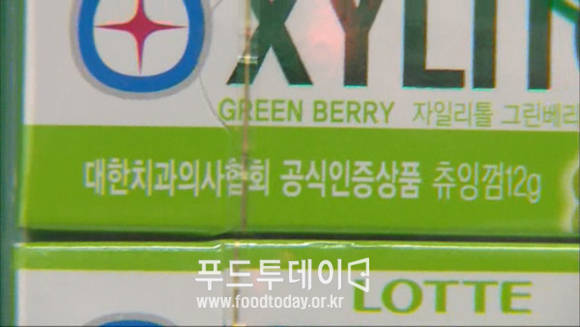 XYLIT
GREEN BERRY 자일리톨 그린베리
대한치과의사협회 공식인증상품 츄잉껌12g
푸드투데이
www.foodtoday.or.kr
LOTTE